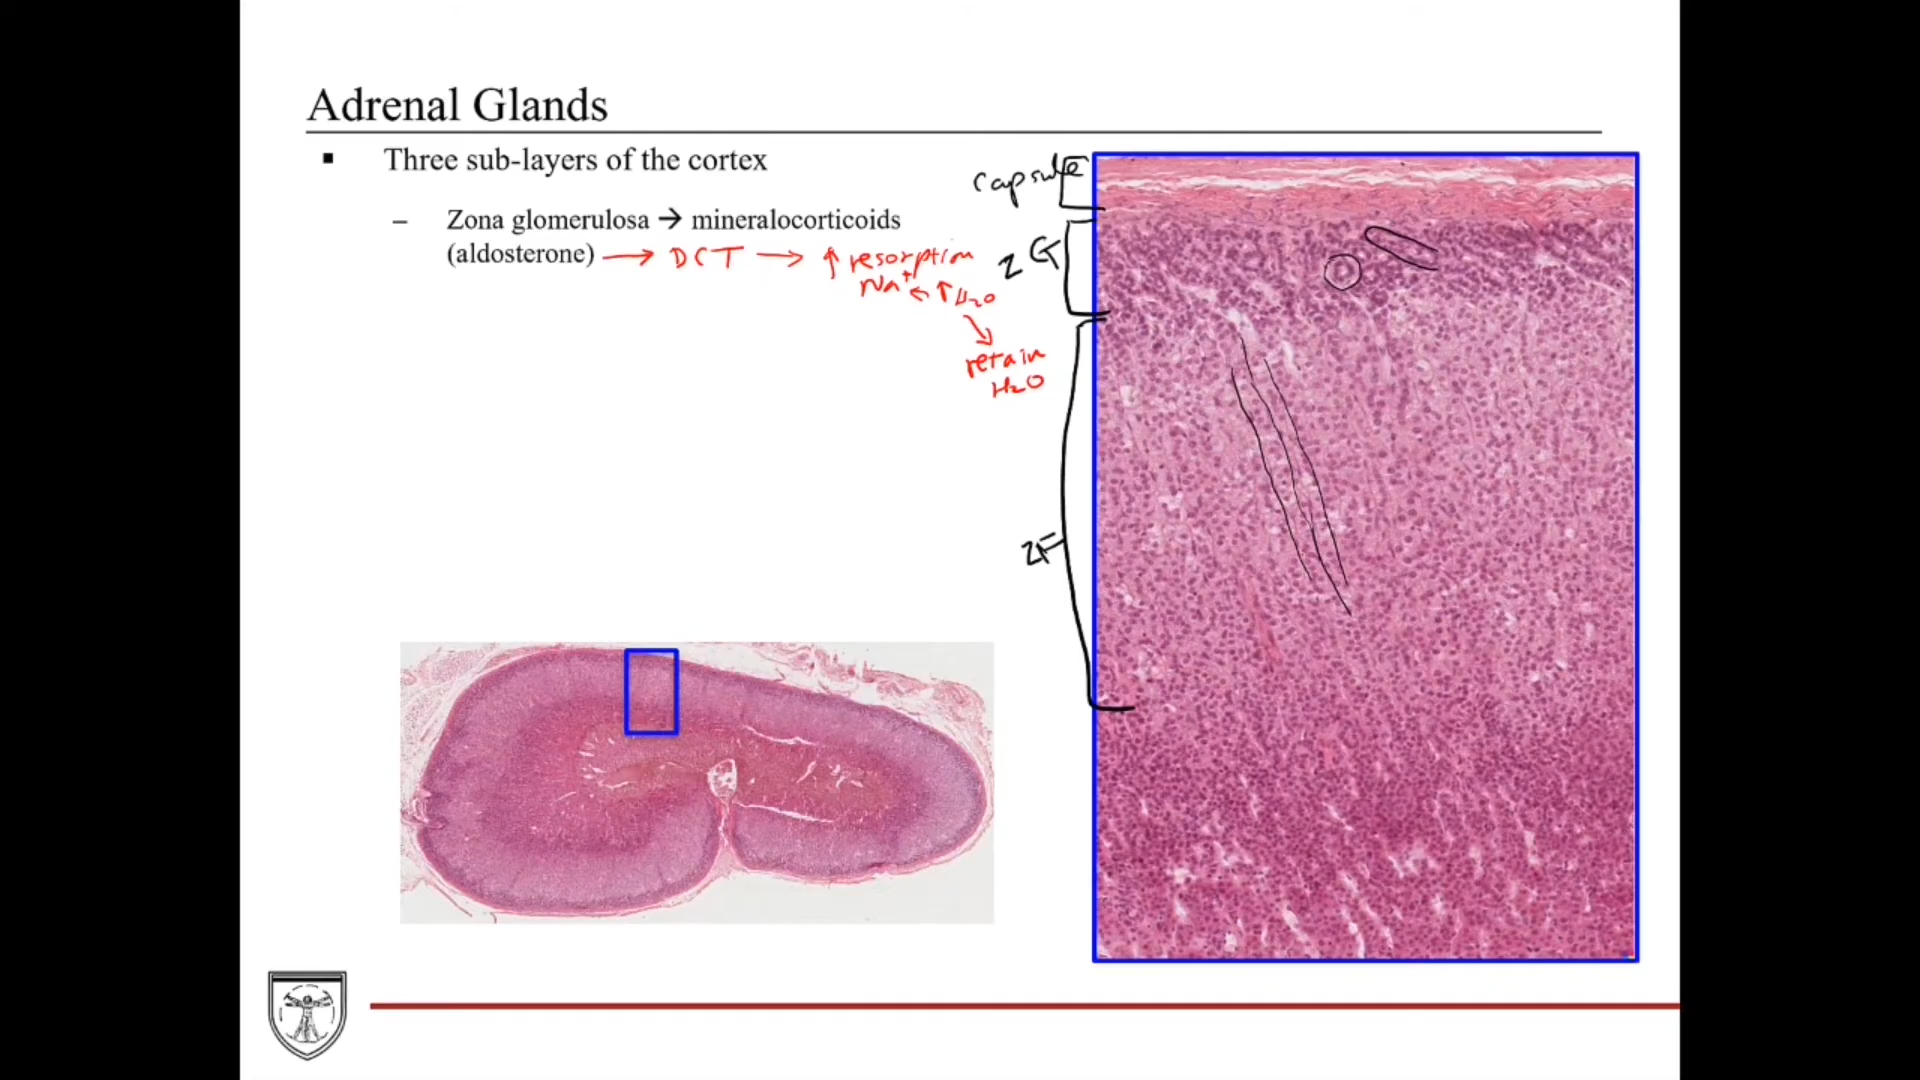 Adrenal Glands
▪ Three sub-layers of the cortex
– Zona glomerulosa → mineralocorticoids
(aldosterone) → DCT → ↑ resorption
Na⁺ ← ↑ H₂O
retain
H₂O
capsule
ZG
ZF